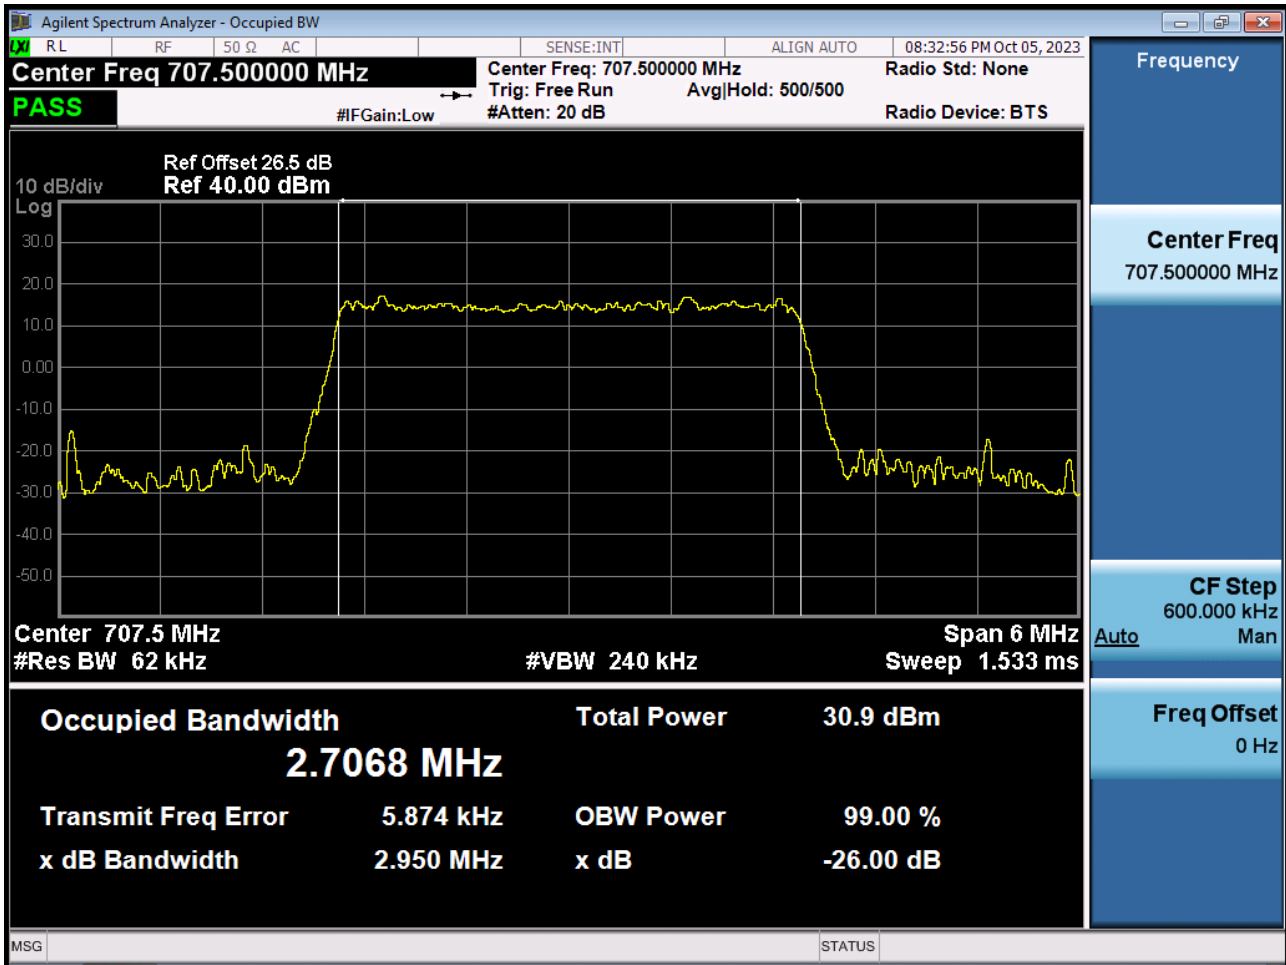 Agilent Spectrum Analyzer - Occupied BW
LXI RL RF 50 Ω AC SENSE:INT ALIGN AUTO 08:32:56 PM Oct 05, 2023
Center Freq 707.500000 MHz
PASS
#IFGain:Low
Center Freq: 707.500000 MHz
Trig: Free Run Avg|Hold: 500/500
#Atten: 20 dB
Radio Std: None
Radio Device: BTS
Ref Offset 26.5 dB
10 dB/div Ref 40.00 dBm
Log
30.0
20.0
10.0
0.00
-10.0
-20.0
-30.0
-40.0
-50.0
Center 707.5 MHz Span 6 MHz
#Res BW 62 kHz #VBW 240 kHz Sweep 1.533 ms
Occupied Bandwidth Total Power 30.9 dBm
2.7068 MHz
Transmit Freq Error 5.874 kHz OBW Power 99.00 %
x dB Bandwidth 2.950 MHz x dB -26.00 dB
MSG STATUS
Frequency
Center Freq
707.500000 MHz
CF Step
600.000 kHz
Auto Man
Freq Offset
0 Hz